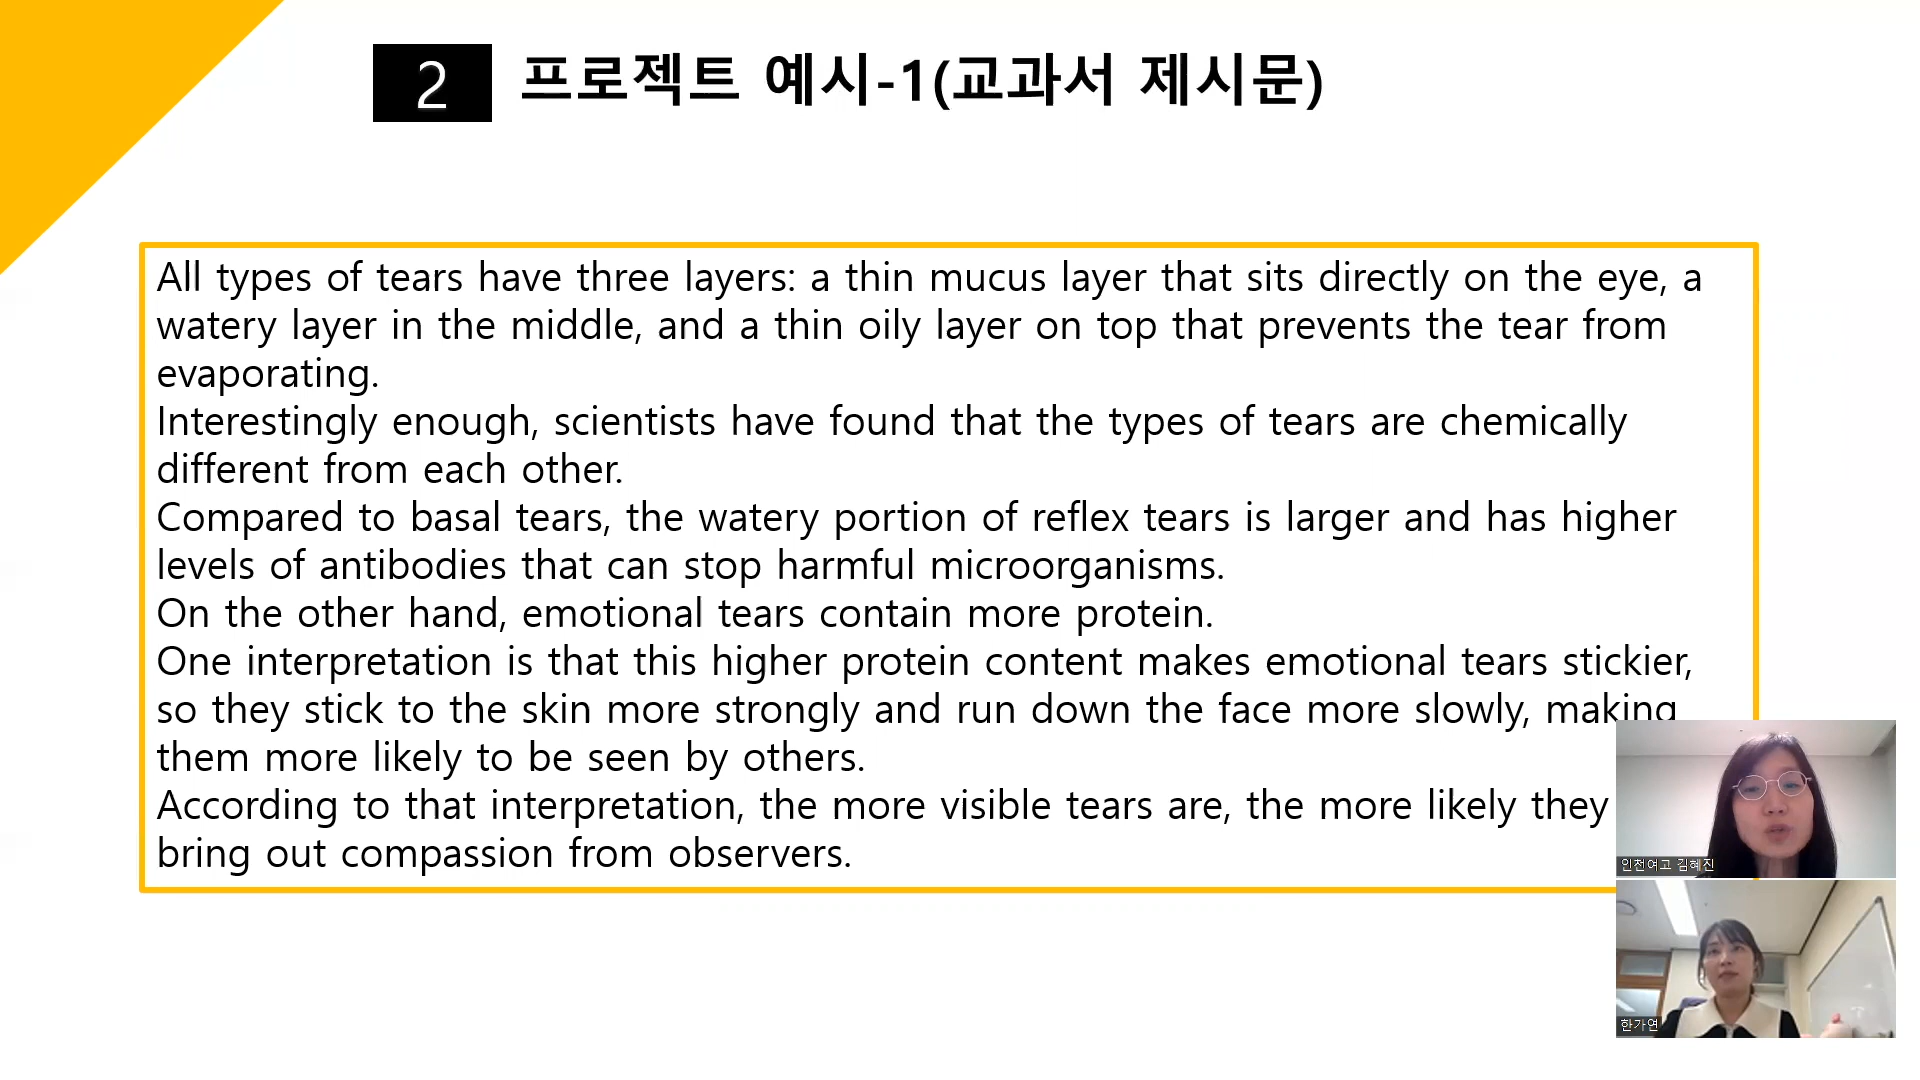 2 프로젝트 예시-1(교과서 제시문)
All types of tears have three layers: a thin mucus layer that sits directly on the eye, a
watery layer in the middle, and a thin oily layer on top that prevents the tear from
evaporating.
Interestingly enough, scientists have found that the types of tears are chemically
different from each other.
Compared to basal tears, the watery portion of reflex tears is larger and has higher
levels of antibodies that can stop harmful microorganisms.
On the other hand, emotional tears contain more protein.
One interpretation is that this higher protein content makes emotional tears stickier,
so they stick to the skin more strongly and run down the face more slowly, making
them more likely to be seen by others.
According to that interpretation, the more visible tears are, the more likely they
bring out compassion from observers.
인천여고 김혜진
한가연